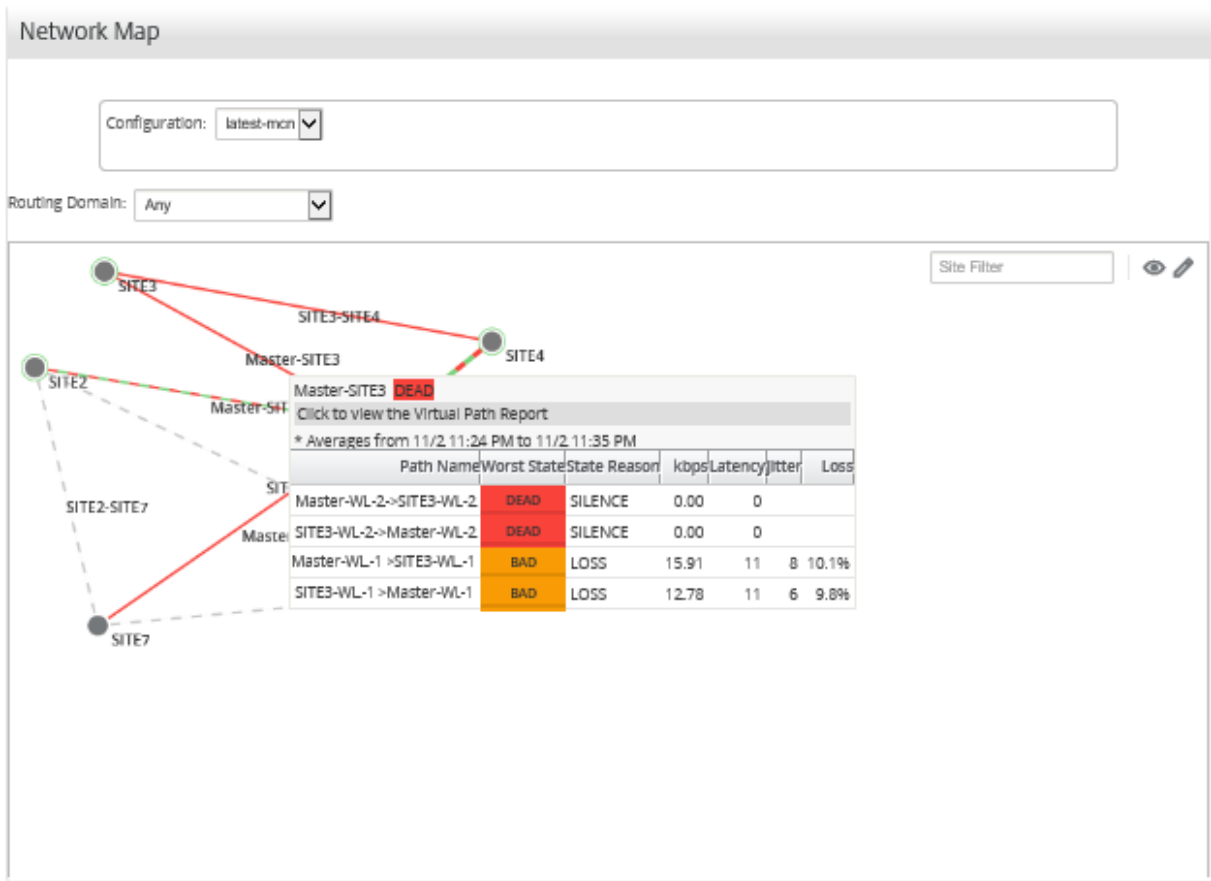 Network Map
Configuration: latest-mcn
Routing Domain: Any
Site Filter
SITE3
SITE3-SITE4
SITE4
Master-SITE3
SITE2
Master-SIT
Master-SITE3 DEAD
Click to view the Virtual Path Report
* Averages from 11/2 11:24 PM to 11/2 11:35 PM
Path Name Worst State State Reason kbps Latency Jitter Loss
Master-WL-2->SITE3-WL-2 DEAD SILENCE 0.00 0
SITE3-WL-2->Master-WL-2 DEAD SILENCE 0.00 0
Master-WL-1 >SITE3-WL-1 BAD LOSS 15.91 11 8 10.1%
SITE3-WL-1 >Master-WL-1 BAD LOSS 12.78 11 6 9.8%
SIT
SITE2-SITE7
Master
SITE7